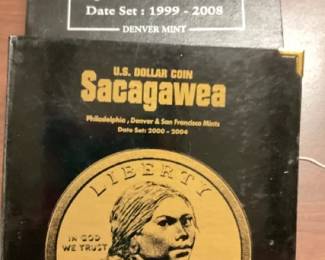 Date Set : 1999 - 2008
DENVER MINT
U.S. DOLLAR COIN
Sacagawea
Philadelphia , Denver & San Francisco Mints
Date Set: 2000 - 2004
LIBERTY
IN GOD
WE TRUST